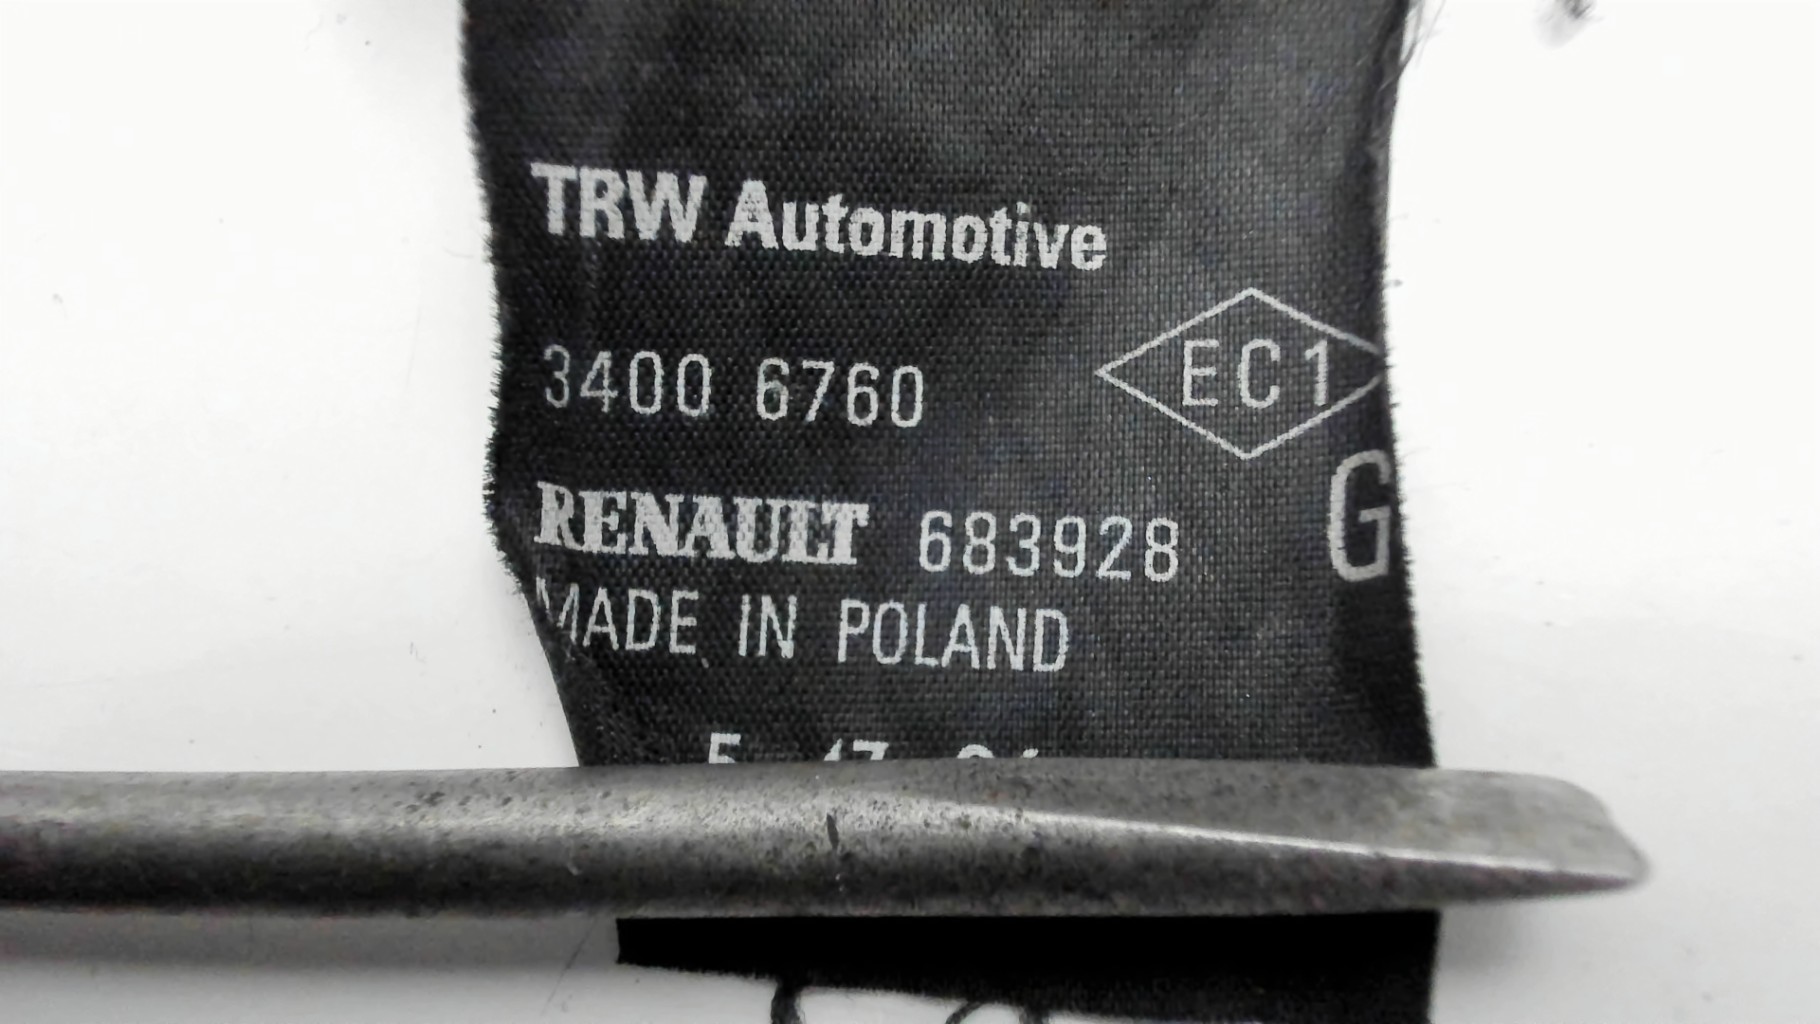 TRW Automotive
3400 6760
EC1
G
RENAULT 683928
MADE IN POLAND